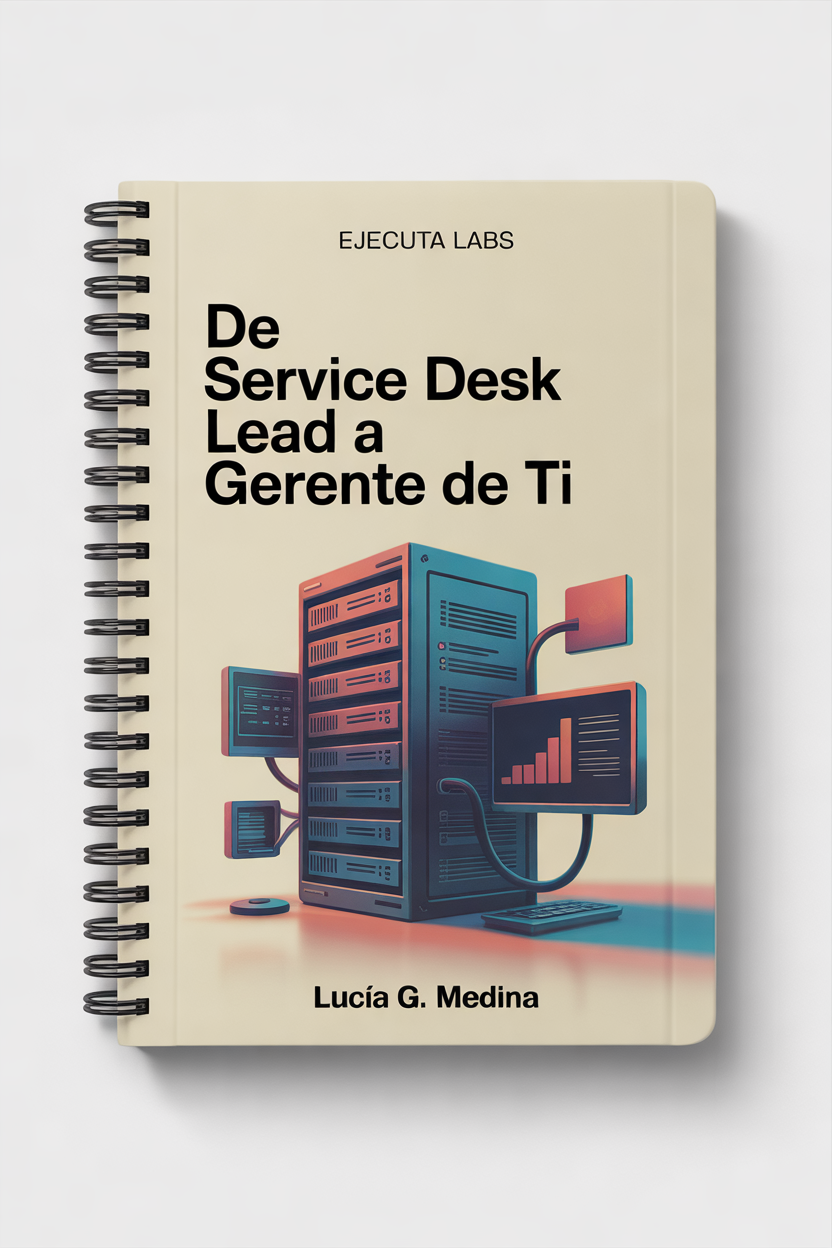 EJECUTA LABS
De
Service Desk
Lead a
Gerente de Ti
Lucía G. Medina